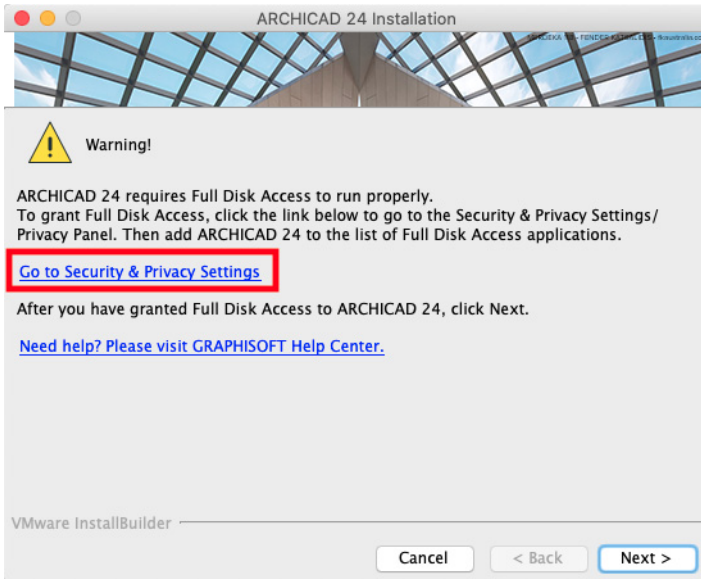 ARCHICAD 24 Installation
Warning!
ARCHICAD 24 requires Full Disk Access to run properly.
To grant Full Disk Access, click the link below to go to the Security & Privacy Settings/
Privacy Panel. Then add ARCHICAD 24 to the list of Full Disk Access applications.
Go to Security & Privacy Settings
After you have granted Full Disk Access to ARCHICAD 24, click Next.
Need help? Please visit GRAPHISOFT Help Center.
VMware InstallBuilder
Cancel
< Back
Next >